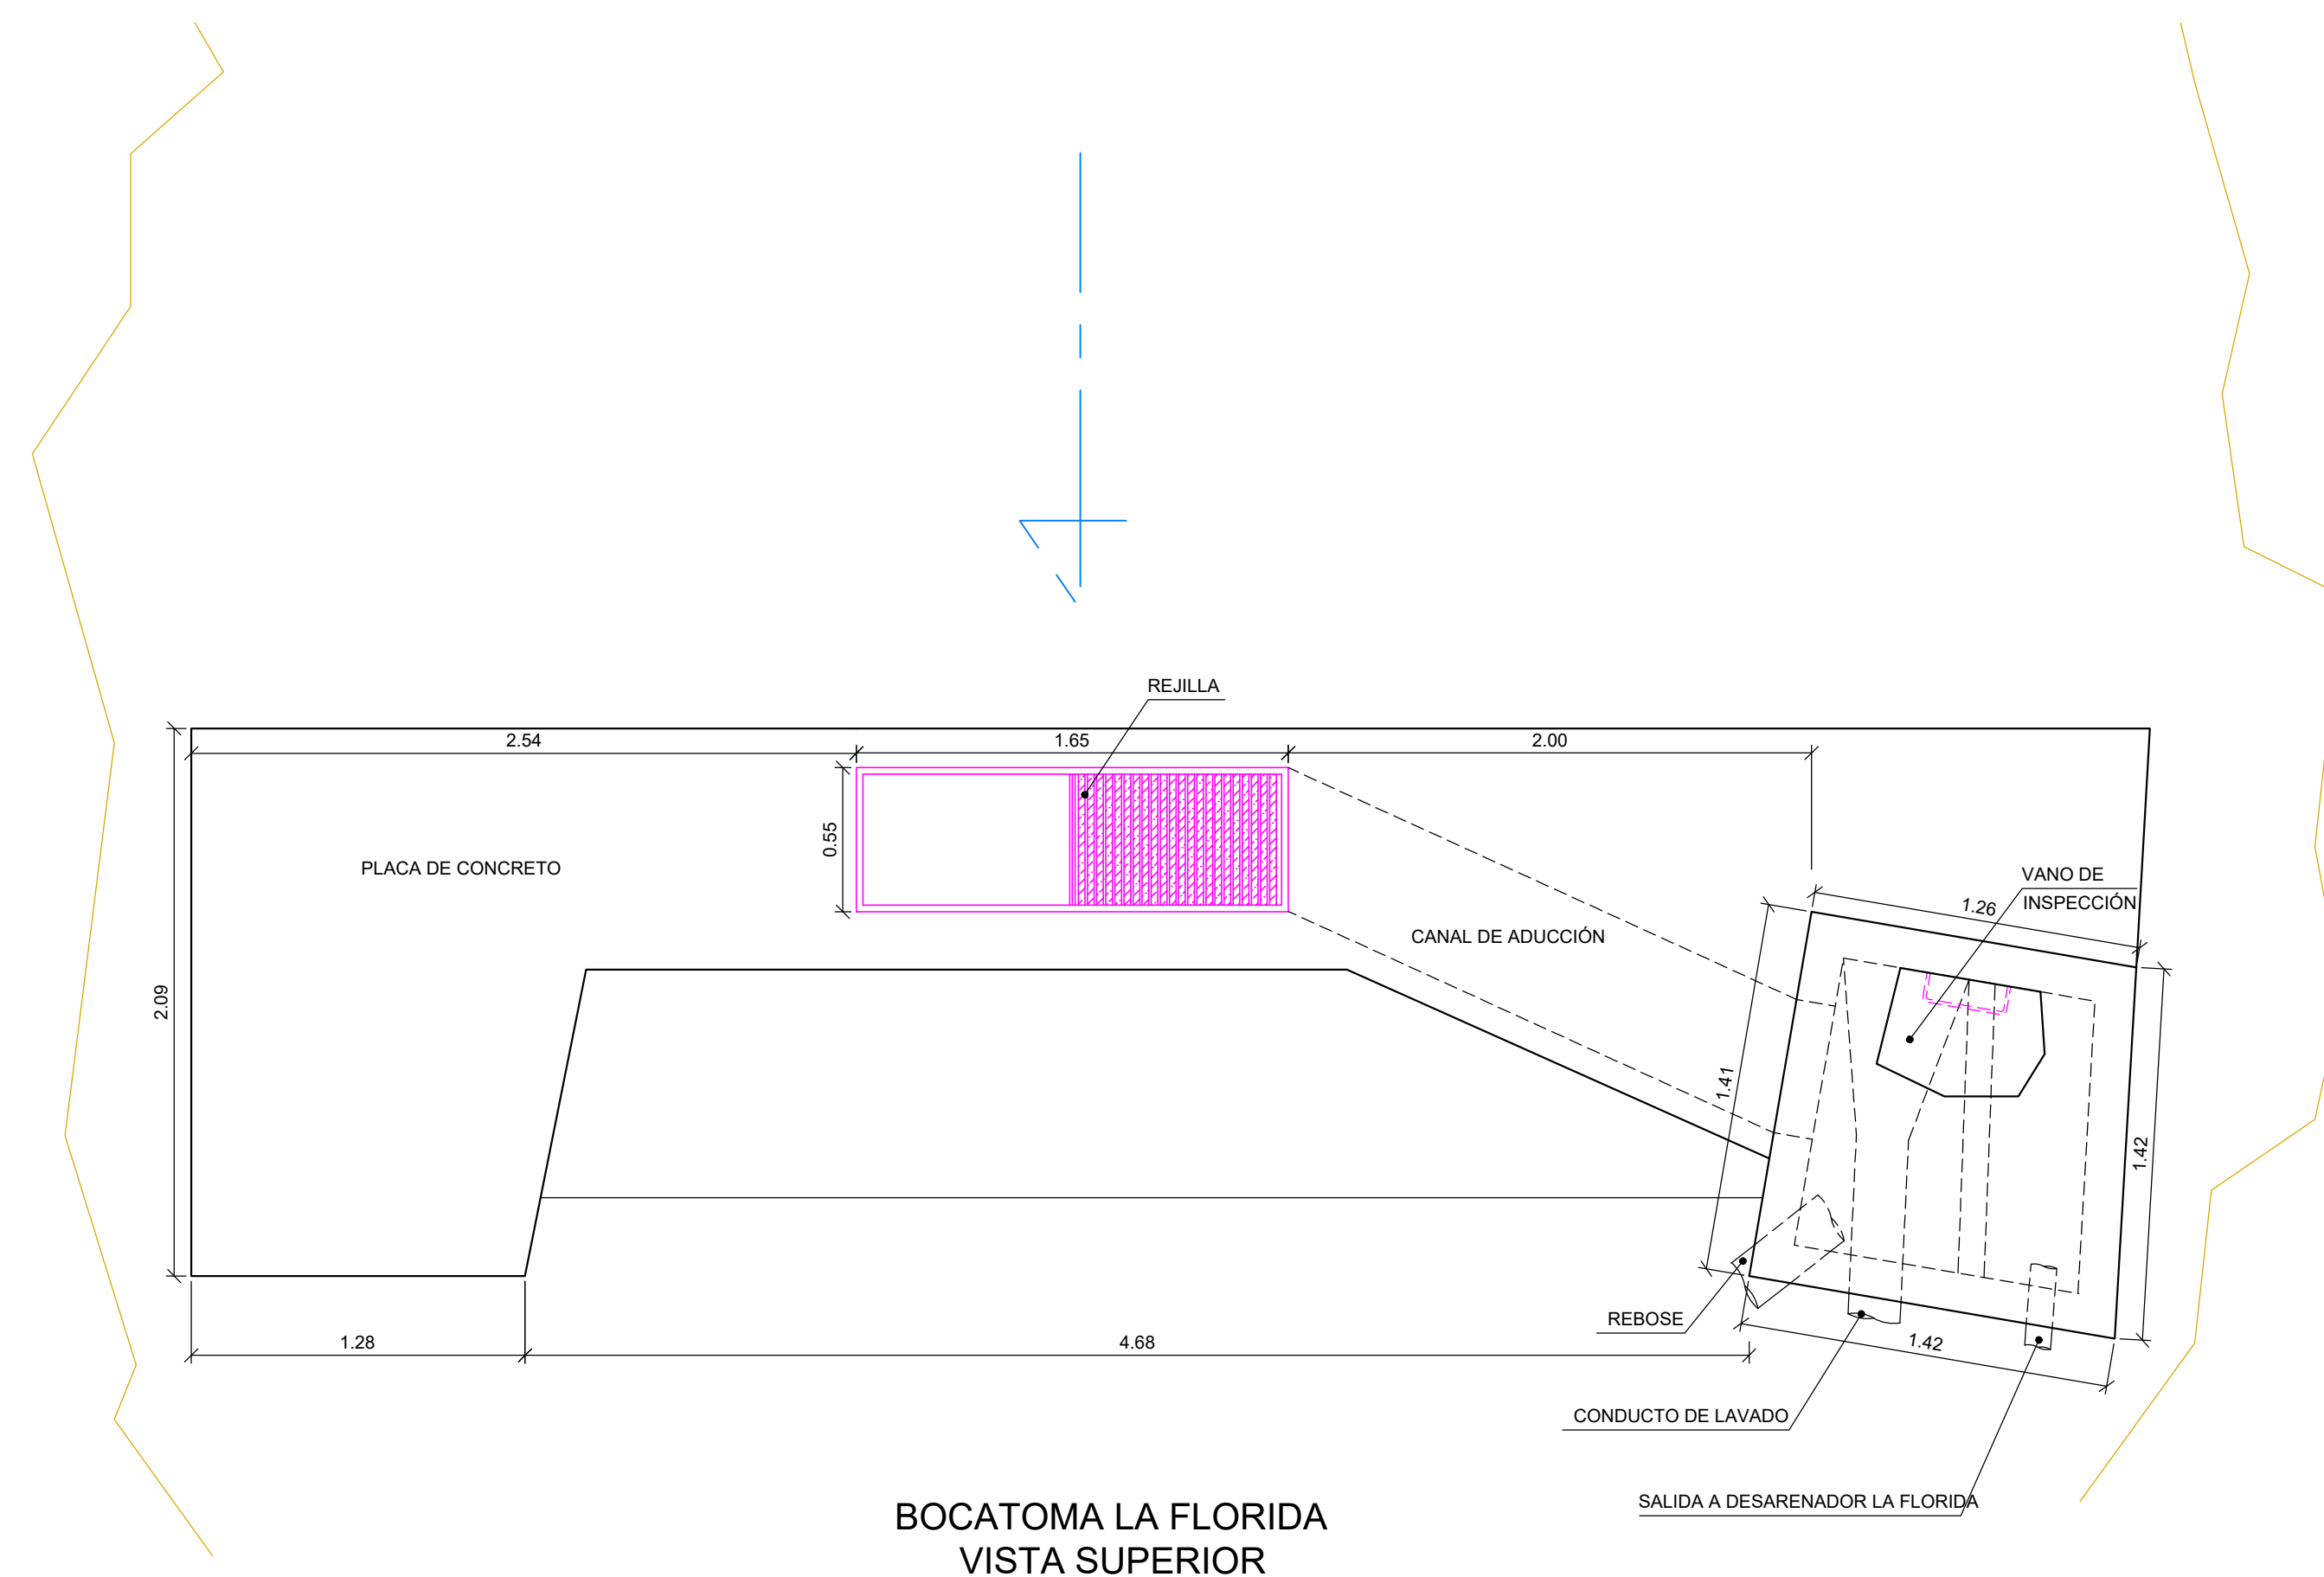 REJILLA
2.54
1.65
2.00
0.55
PLACA DE CONCRETO
VANO DE
INSPECCIÓN
1.26
CANAL DE ADUCCIÓN
2.09
1.41
1.42
REBOSE
1.28
4.68
1.42
CONDUCTO DE LAVADO
SALIDA A DESARENADOR LA FLORIDA
BOCATOMA LA FLORIDA
VISTA SUPERIOR